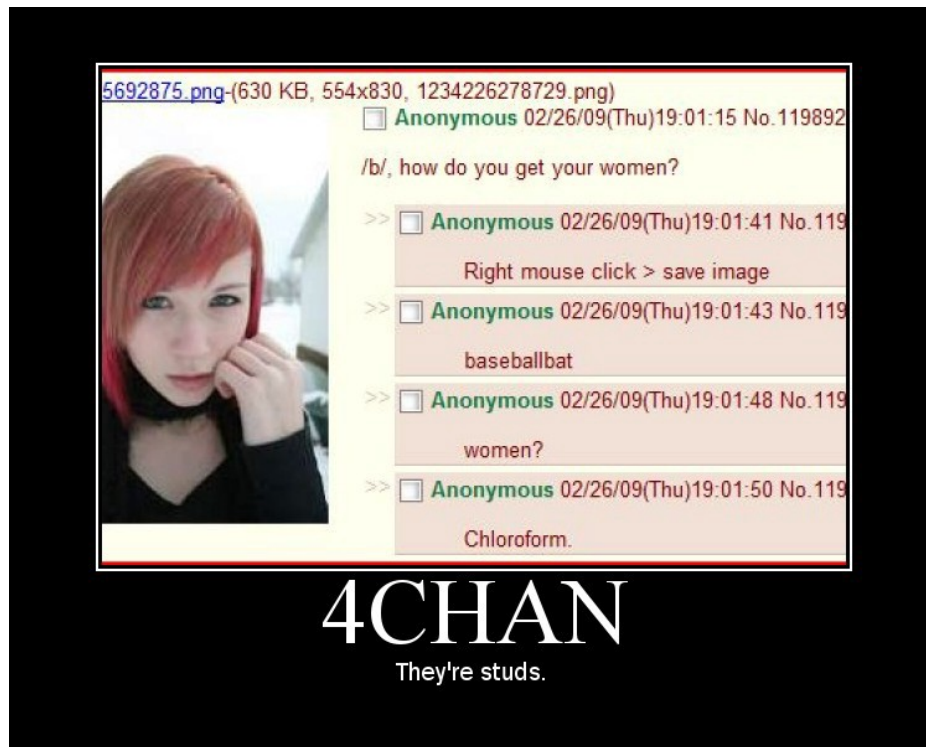 5692875.png-(630 KB, 554x830, 1234226278729.png)
Anonymous 02/26/09(Thu)19:01:15 No.119892
/b/, how do you get your women?
>> Anonymous 02/26/09(Thu)19:01:41 No.119
Right mouse click > save image
>> Anonymous 02/26/09(Thu)19:01:43 No.119
baseballbat
>> Anonymous 02/26/09(Thu)19:01:48 No.119
women?
>> Anonymous 02/26/09(Thu)19:01:50 No.119
Chloroform.
4CHAN
They're studs.